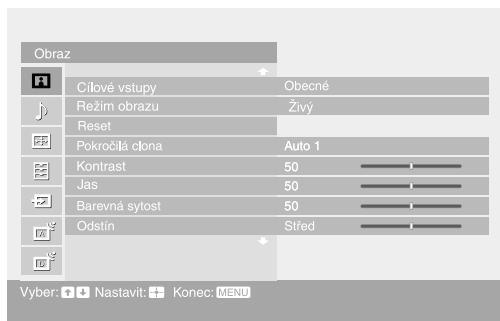 Obraz
Cílové vstupy Obecné
Režim obrazu Živý
Reset
Pokročilá clona Auto 1
Kontrast 50
Jas 50
Barevná sytost 50
Odstín Střed
Vyber: Nastavit: Konec: MENU